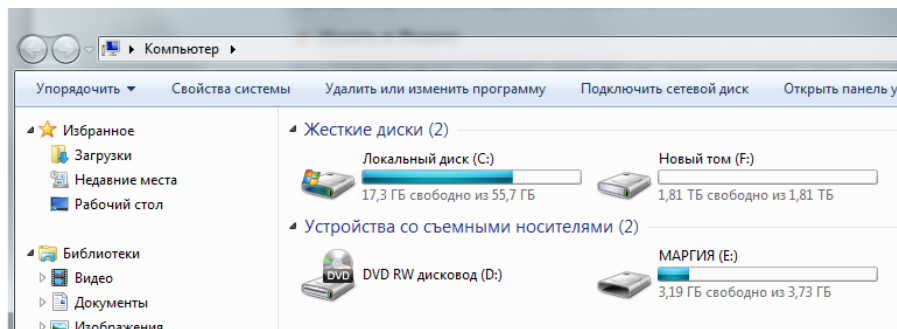 Компьютер
Упорядочить Свойства системы Удалить или изменить программу Подключить сетевой диск Открыть панель у
Избранное
Загрузки
Недавние места
Рабочий стол
Библиотеки
Видео
Документы
Изображения
Жесткие диски (2)
Локальный диск (C:)
17,3 ГБ свободно из 55,7 ГБ
Новый том (F:)
1,81 ТБ свободно из 1,81 ТБ
Устройства со съемными носителями (2)
DVD
DVD RW дисковод (D:)
МАРГИЯ (E:)
3,19 ГБ свободно из 3,73 ГБ